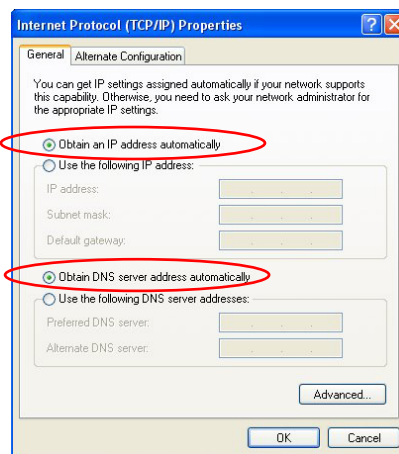 Internet Protocol (TCP/IP) Properties
General Alternate Configuration
You can get IP settings assigned automatically if your network supports
this capability. Otherwise, you need to ask your network administrator for
the appropriate IP settings.
Obtain an IP address automatically
Use the following IP address:
IP address:
Subnet mask:
Default gateway:
Obtain DNS server address automatically
Use the following DNS server addresses:
Preferred DNS server:
Alternate DNS server:
Advanced...
OK Cancel